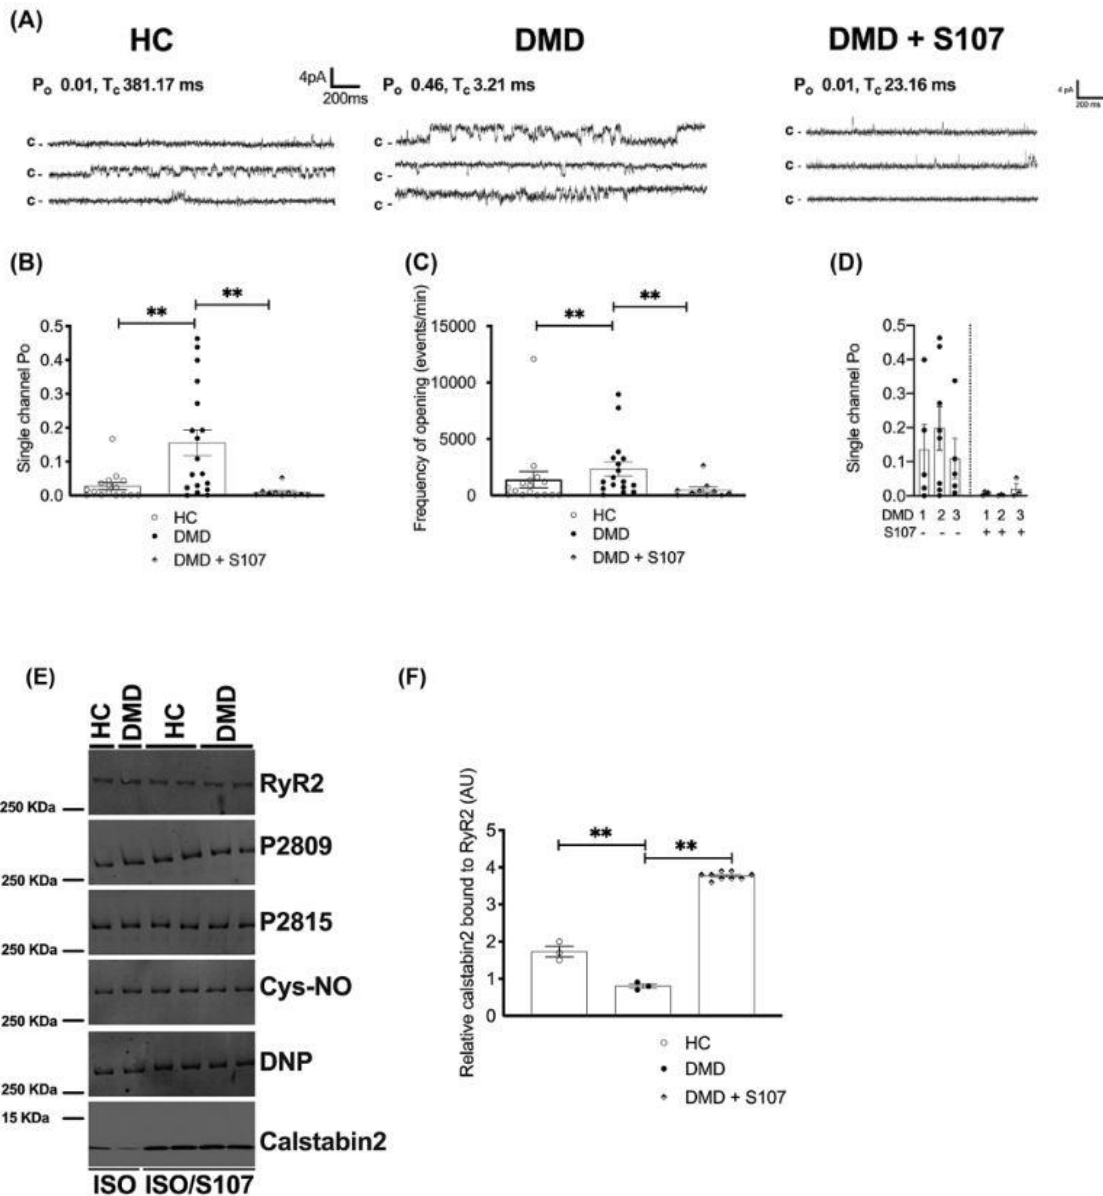 (A)
HC
DMD
DMD + S107
Po 0.01, Tc 381.17 ms
4pA
200ms
Po 0.46, Tc 3.21 ms
Po 0.01, Tc 23.16 ms
4 pA
200 ms
C -
C -
C -
C -
C -
C -
C -
C -
C -
(B)
**
**
Single channel Po
0.5
0.4
0.3
0.2
0.1
0.0
HC
DMD
DMD + S107
(C)
**
**
Frequency of opening (events/min)
15000
10000
5000
0
HC
DMD
DMD + S107
(D)
Single channel Po
0.5
0.4
0.3
0.2
0.1
0.0
DMD 1 2 3 1 2 3
S107 - - - + + +
(E)
HC DMD HC DMD
RyR2
250 KDa
P2809
250 KDa
P2815
250 KDa
Cys-NO
250 KDa
DNP
250 KDa
15 KDa
Calstabin2
ISO ISO/S107
(F)
**
**
Relative calstabin2 bound to RyR2 (AU)
5
4
3
2
1
0
HC
DMD
DMD + S107